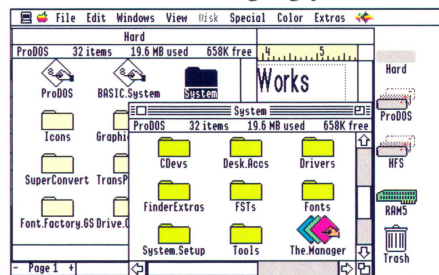 File Edit Windows View Disk Special Color Extras
Hard
ProDOS 32 items 19.6 MB used 658K free
4 5
ProDOS BASIC.System System
Works
Hard
System
ProDOS 32 items 19.6 MB used 658K free
ProDOS
Icons
CDevs Desk.Accs Drivers
HFS
SuperConvert
FinderExtras FSTs Fonts
RAM5
Font.Factory.GS
System.Setup Tools The.Manager
Trash
- Page 1 +